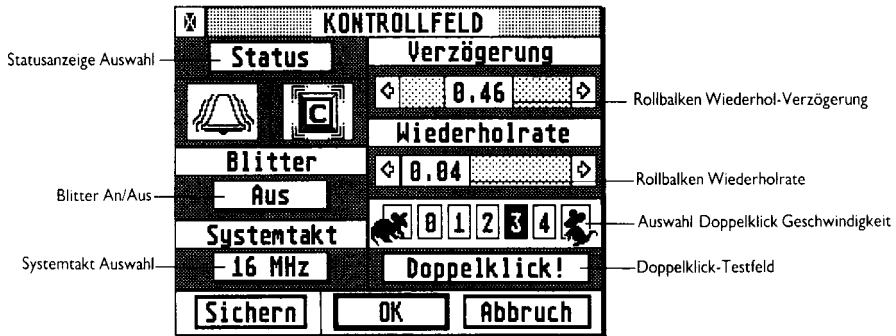 KONTROLLFELD
Statusanzeige Auswahl
Status
Verzögerung
0.46
Rollbalken Wiederhol-Verzögerung
C
Wiederholrate
Blitter
0.04
Rollbalken Wiederholrate
Blitter An/Aus
Aus
0 1 2 3 4
Auswahl Doppelklick Geschwindigkeit
Systemtakt
Systemtakt Auswahl
16 MHz
Doppelklick!
Doppelklick-Testfeld
Sichern
OK
Abbruch